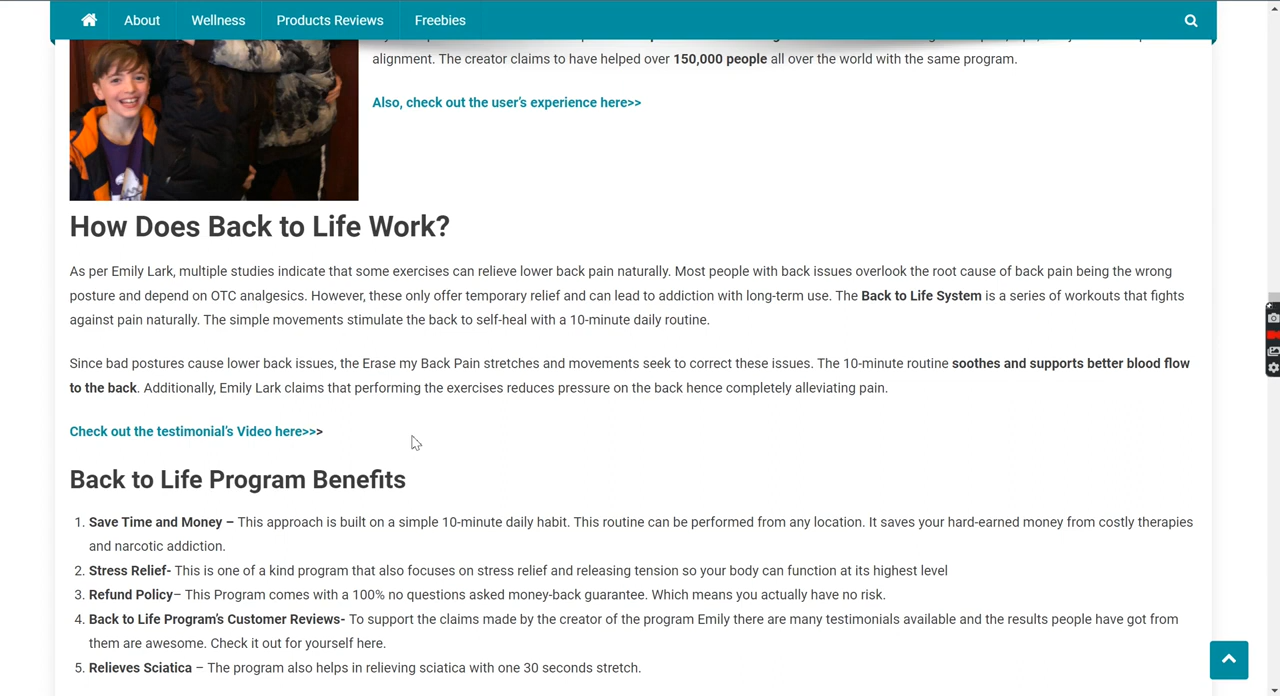 About Wellness Products Reviews Freebies
alignment. The creator claims to have helped over 150,000 people all over the world with the same program.
Also, check out the user’s experience here>>
How Does Back to Life Work?
As per Emily Lark, multiple studies indicate that some exercises can relieve lower back pain naturally. Most people with back issues overlook the root cause of back pain being the wrong
posture and depend on OTC analgesics. However, these only offer temporary relief and can lead to addiction with long-term use. The Back to Life System is a series of workouts that fights
against pain naturally. The simple movements stimulate the back to self-heal with a 10-minute daily routine.
Since bad postures cause lower back issues, the Erase my Back Pain stretches and movements seek to correct these issues. The 10-minute routine soothes and supports better blood flow
to the back. Additionally, Emily Lark claims that performing the exercises reduces pressure on the back hence completely alleviating pain.
Check out the testimonial’s Video here>>>
Back to Life Program Benefits
1. Save Time and Money – This approach is built on a simple 10-minute daily habit. This routine can be performed from any location. It saves your hard-earned money from costly therapies
and narcotic addiction.
2. Stress Relief- This is one of a kind program that also focuses on stress relief and releasing tension so your body can function at its highest level
3. Refund Policy– This Program comes with a 100% no questions asked money-back guarantee. Which means you actually have no risk.
4. Back to Life Program’s Customer Reviews- To support the claims made by the creator of the program Emily there are many testimonials available and the results people have got from
them are awesome. Check it out for yourself here.
5. Relieves Sciatica – The program also helps in relieving sciatica with one 30 seconds stretch.